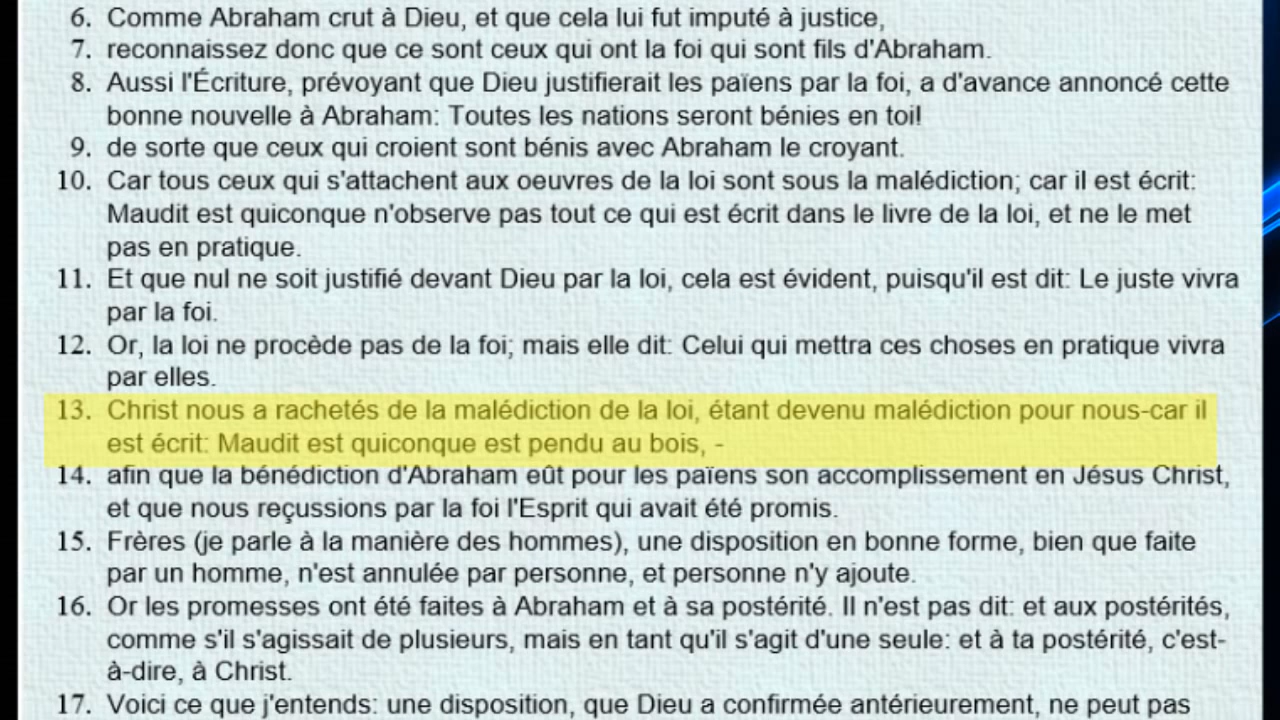 6. Comme Abraham crut à Dieu, et que cela lui fut imputé à justice,
7. reconnaissez donc que ce sont ceux qui ont la foi qui sont fils d'Abraham.
8. Aussi l'Écriture, prévoyant que Dieu justifierait les païens par la foi, a d'avance annoncé cette
bonne nouvelle à Abraham: Toutes les nations seront bénies en toi!
9. de sorte que ceux qui croient sont bénis avec Abraham le croyant.
10. Car tous ceux qui s'attachent aux oeuvres de la loi sont sous la malédiction; car il est écrit:
Maudit est quiconque n'observe pas tout ce qui est écrit dans le livre de la loi, et ne le met
pas en pratique.
11. Et que nul ne soit justifié devant Dieu par la loi, cela est évident, puisqu'il est dit: Le juste vivra
par la foi.
12. Or, la loi ne procède pas de la foi; mais elle dit: Celui qui mettra ces choses en pratique vivra
par elles.
13. Christ nous a rachetés de la malédiction de la loi, étant devenu malédiction pour nous-car il
est écrit: Maudit est quiconque est pendu au bois, -
14. afin que la bénédiction d'Abraham eût pour les païens son accomplissement en Jésus Christ,
et que nous reçussions par la foi l'Esprit qui avait été promis.
15. Frères (je parle à la manière des hommes), une disposition en bonne forme, bien que faite
par un homme, n'est annulée par personne, et personne n'y ajoute.
16. Or les promesses ont été faites à Abraham et à sa postérité. Il n'est pas dit: et aux postérités,
comme s'il s'agissait de plusieurs, mais en tant qu'il s'agit d'une seule: et à ta postérité, c'est-
à-dire, à Christ.
17. Voici ce que j'entends: une disposition, que Dieu a confirmée antérieurement, ne peut pas